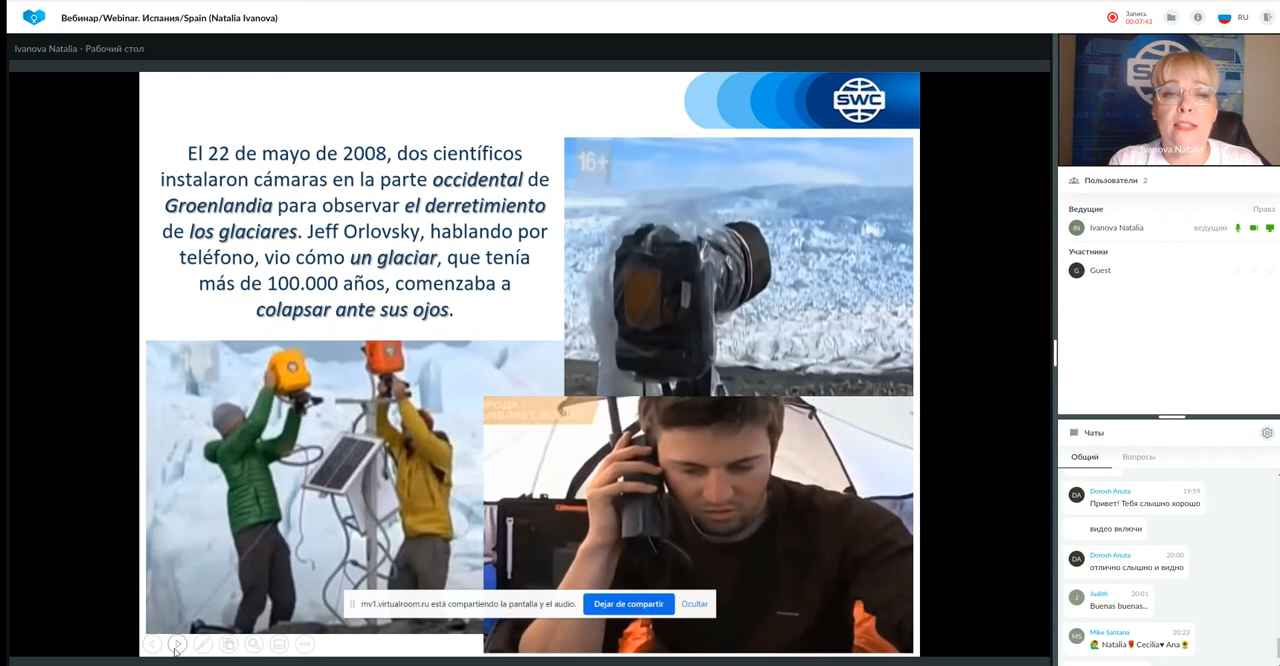 Вебинар/Webinar. Испания/Spain (Natalia Ivanova)
Запись
00:07:43
RU
Ivanova Natalia - Рабочий стол
SWC
El 22 de mayo de 2008, dos científicos
instalaron cámaras en la parte occidental de
Groenlandia para observar el derretimiento
de los glaciares. Jeff Orlovsky, hablando por
teléfono, vio cómo un glaciar, que tenía
más de 100.000 años, comenzaba a
colapsar ante sus ojos.
16+
mv1.virtualroom.ru está compartiendo la pantalla y el audio.
Dejar de compartir
Ocultar
Ivanova Natalia
Пользователи 2
Ведущие
Права
IN
Ivanova Natalia
ведущий
Участники
G
Guest
Чаты
Общий
Вопросы
DA
Dorosh Anuta 19:59
Привет! Тебя слышно хорошо
видео включи
DA
Dorosh Anuta 20:00
отлично слышно и видно
J
Judith 20:01
Buenas buenas...
MS
Mike Santana 20:23
🙋‍♂️ Natalia🌹Cecilia♥ Ana🌻